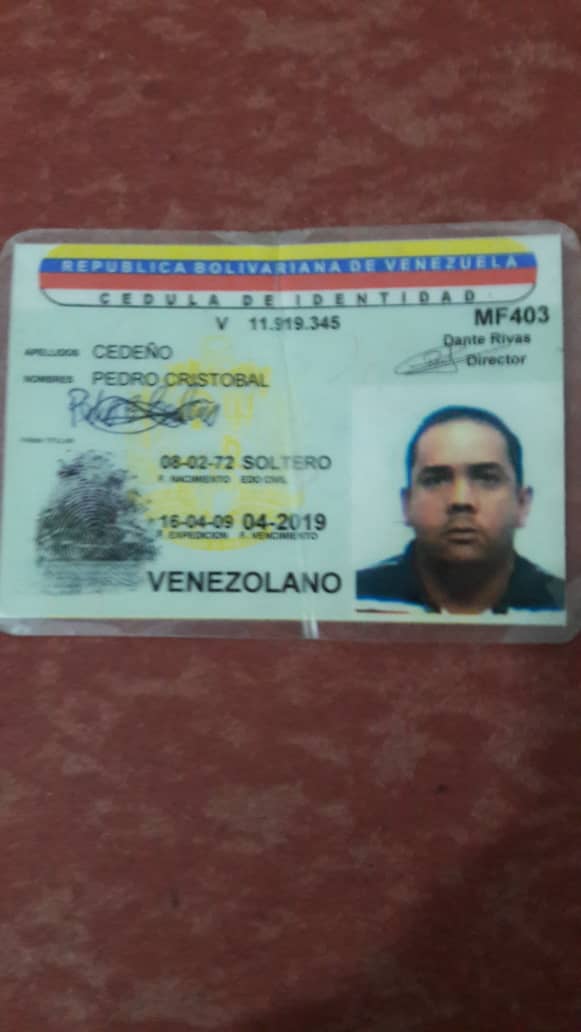 REPUBLICA BOLIVARIANA DE VENEZUELA
CEDULA DE IDENTIDAD
V 11.919.345
MF403
Dante Rivas
Director
APELLIDOS CEDEÑO
NOMBRES PEDRO CRISTOBAL
FIRMA TITULAR
08-02-72 SOLTERO
F. NACIMIENTO EDO CIVIL
16-04-09 04-2019
F. EXPEDICION F. VENCIMIENTO
VENEZOLANO